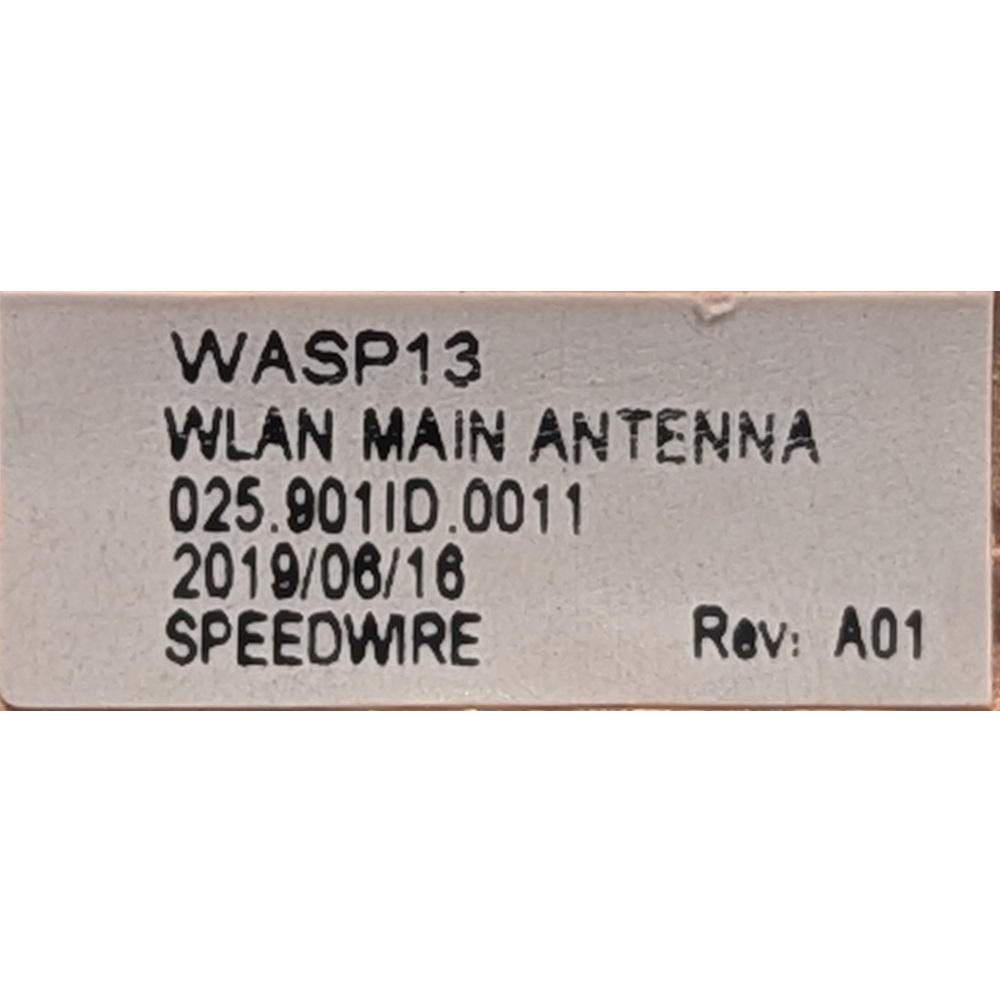 WASP13
WLAN MAIN ANTENNA
025.901ID.0011
2019/06/16
SPEEDWIRE Rev: A01